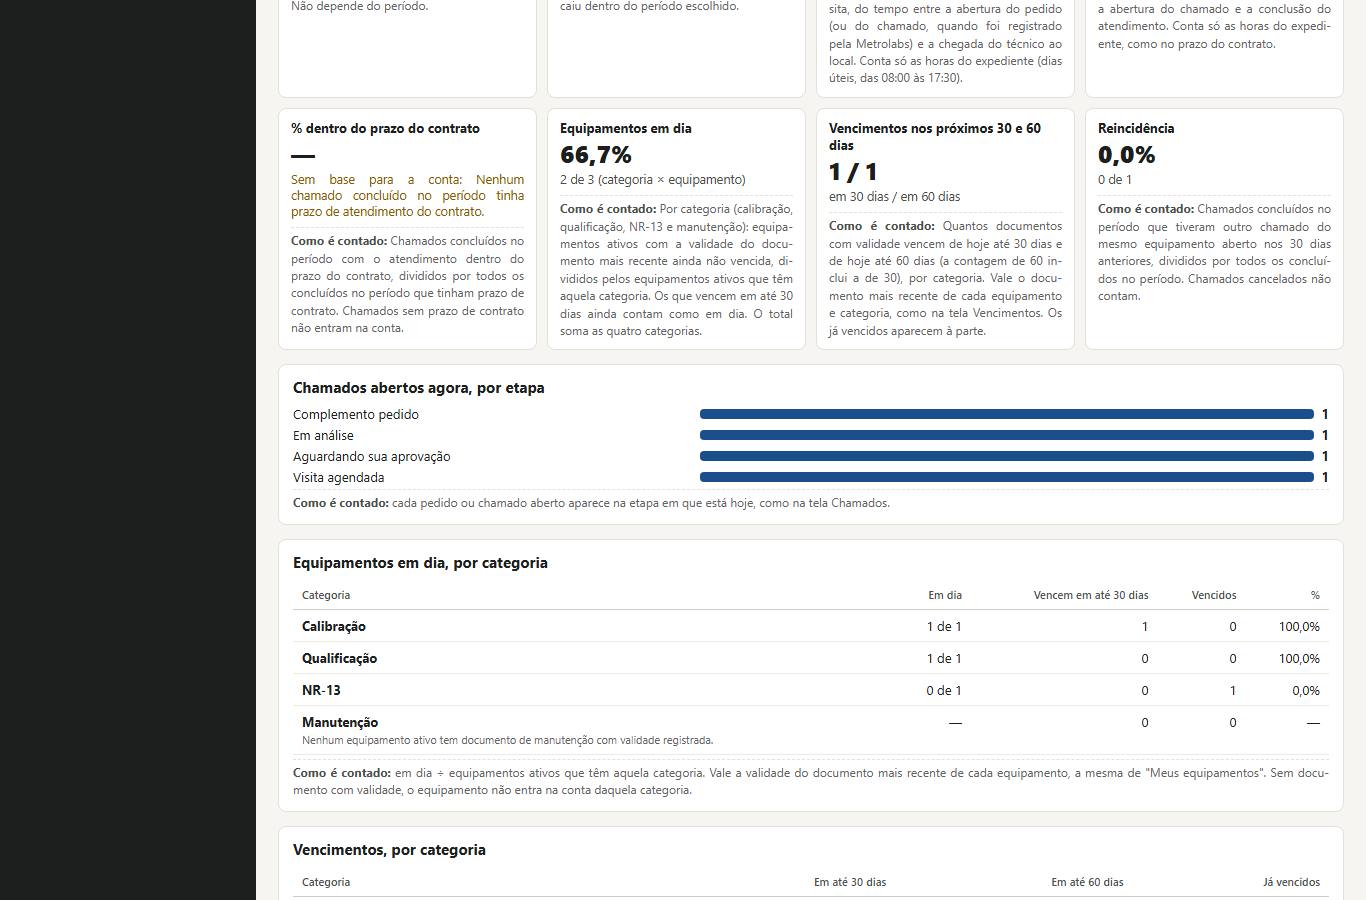 Não depende do período.
caiu dentro do período escolhido.
sita, do tempo entre a abertura do pedido
(ou do chamado, quando foi registrado
pela Metrolabs) e a chegada do técnico ao
local. Conta só as horas do expediente (dias
úteis, das 08:00 às 17:30).
a abertura do chamado e a conclusão do
atendimento. Conta só as horas do expedi-
ente, como no prazo do contrato.
% dentro do prazo do contrato
—
Sem base para a conta: Nenhum
chamado concluído no período tinha
prazo de atendimento do contrato.
Como é contado: Chamados concluídos no
período com o atendimento dentro do
prazo do contrato, divididos por todos os
concluídos no período que tinham prazo de
contrato. Chamados sem prazo de contrato
não entram na conta.
Equipamentos em dia
66,7%
2 de 3 (categoria × equipamento)
Como é contado: Por categoria (calibração,
qualificação, NR-13 e manutenção): equipa-
mentos ativos com a validade do docu-
mento mais recente ainda não vencida, di-
vididos pelos equipamentos ativos que têm
aquela categoria. Os que vencem em até 30
dias ainda contam como em dia. O total
soma as quatro categorias.
Vencimentos nos próximos 30 e 60
dias
1 / 1
em 30 dias / em 60 dias
Como é contado: Quantos documentos
com validade vencem de hoje até 30 dias e
de hoje até 60 dias (a contagem de 60 in-
clui a de 30), por categoria. Vale o docu-
mento mais recente de cada equipamento
e categoria, como na tela Vencimentos. Os
já vencidos aparecem à parte.
Reincidência
0,0%
0 de 1
Como é contado: Chamados concluídos no
período que tiveram outro chamado do
mesmo equipamento aberto nos 30 dias
anteriores, divididos por todos os concluí-
dos no período. Chamados cancelados não
contam.
Chamados abertos agora, por etapa
Complemento pedido 1
Em análise 1
Aguardando sua aprovação 1
Visita agendada 1
Como é contado: cada pedido ou chamado aberto aparece na etapa em que está hoje, como na tela Chamados.
Equipamentos em dia, por categoria
Categoria Em dia Vencem em até 30 dias Vencidos %
Calibração 1 de 1 1 0 100,0%
Qualificação 1 de 1 0 0 100,0%
NR-13 0 de 1 0 1 0,0%
Manutenção — 0 0 —
Nenhum equipamento ativo tem documento de manutenção com validade registrada.
Como é contado: em dia ÷ equipamentos ativos que têm aquela categoria. Vale a validade do documento mais recente de cada equipamento, a mesma de "Meus equipamentos". Sem docu-
mento com validade, o equipamento não entra na conta daquela categoria.
Vencimentos, por categoria
Categoria Em até 30 dias Em até 60 dias Já vencidos